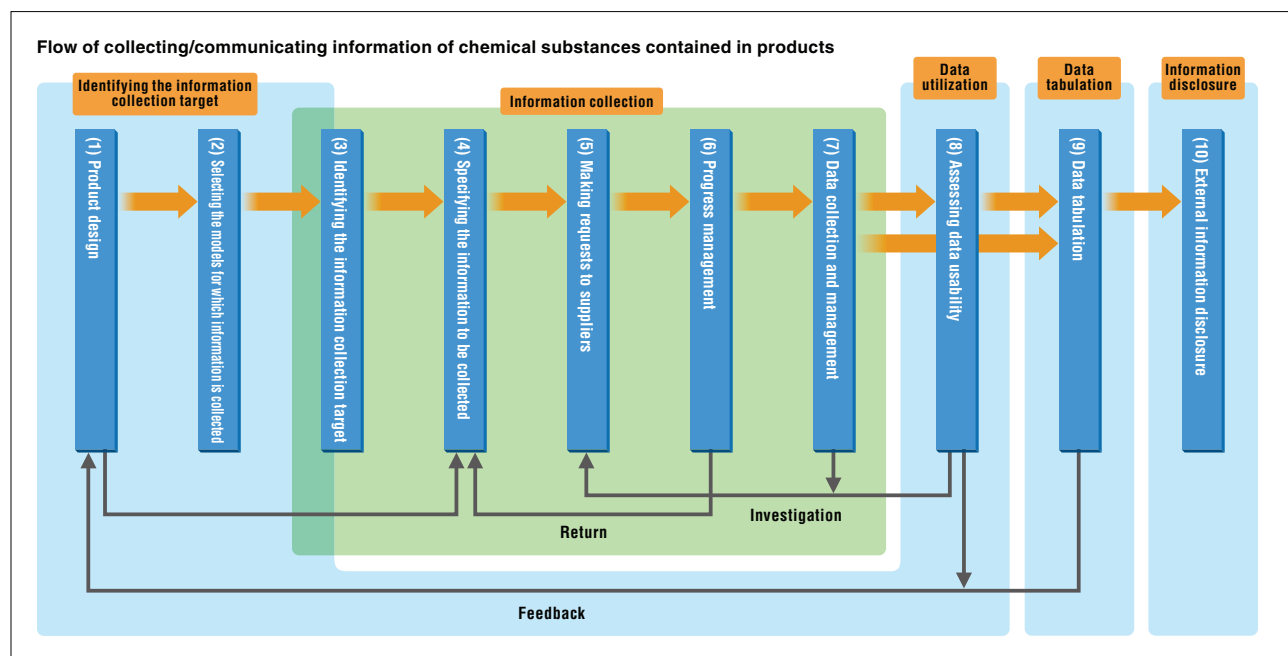 Flow of collecting/communicating information of chemical substances contained in products
Identifying the information
collection target
Information collection
Data
utilization
Data
tabulation
Information
disclosure
(1) Product design
(2) Selecting the models for which information is collected
(3) Identifying the information collection target
(4) Specifying the information to be collected
(5) Making requests to suppliers
(6) Progress management
(7) Data collection and management
(8) Assessing data usability
(9) Data tabulation
(10) External information disclosure
Investigation
Return
Feedback